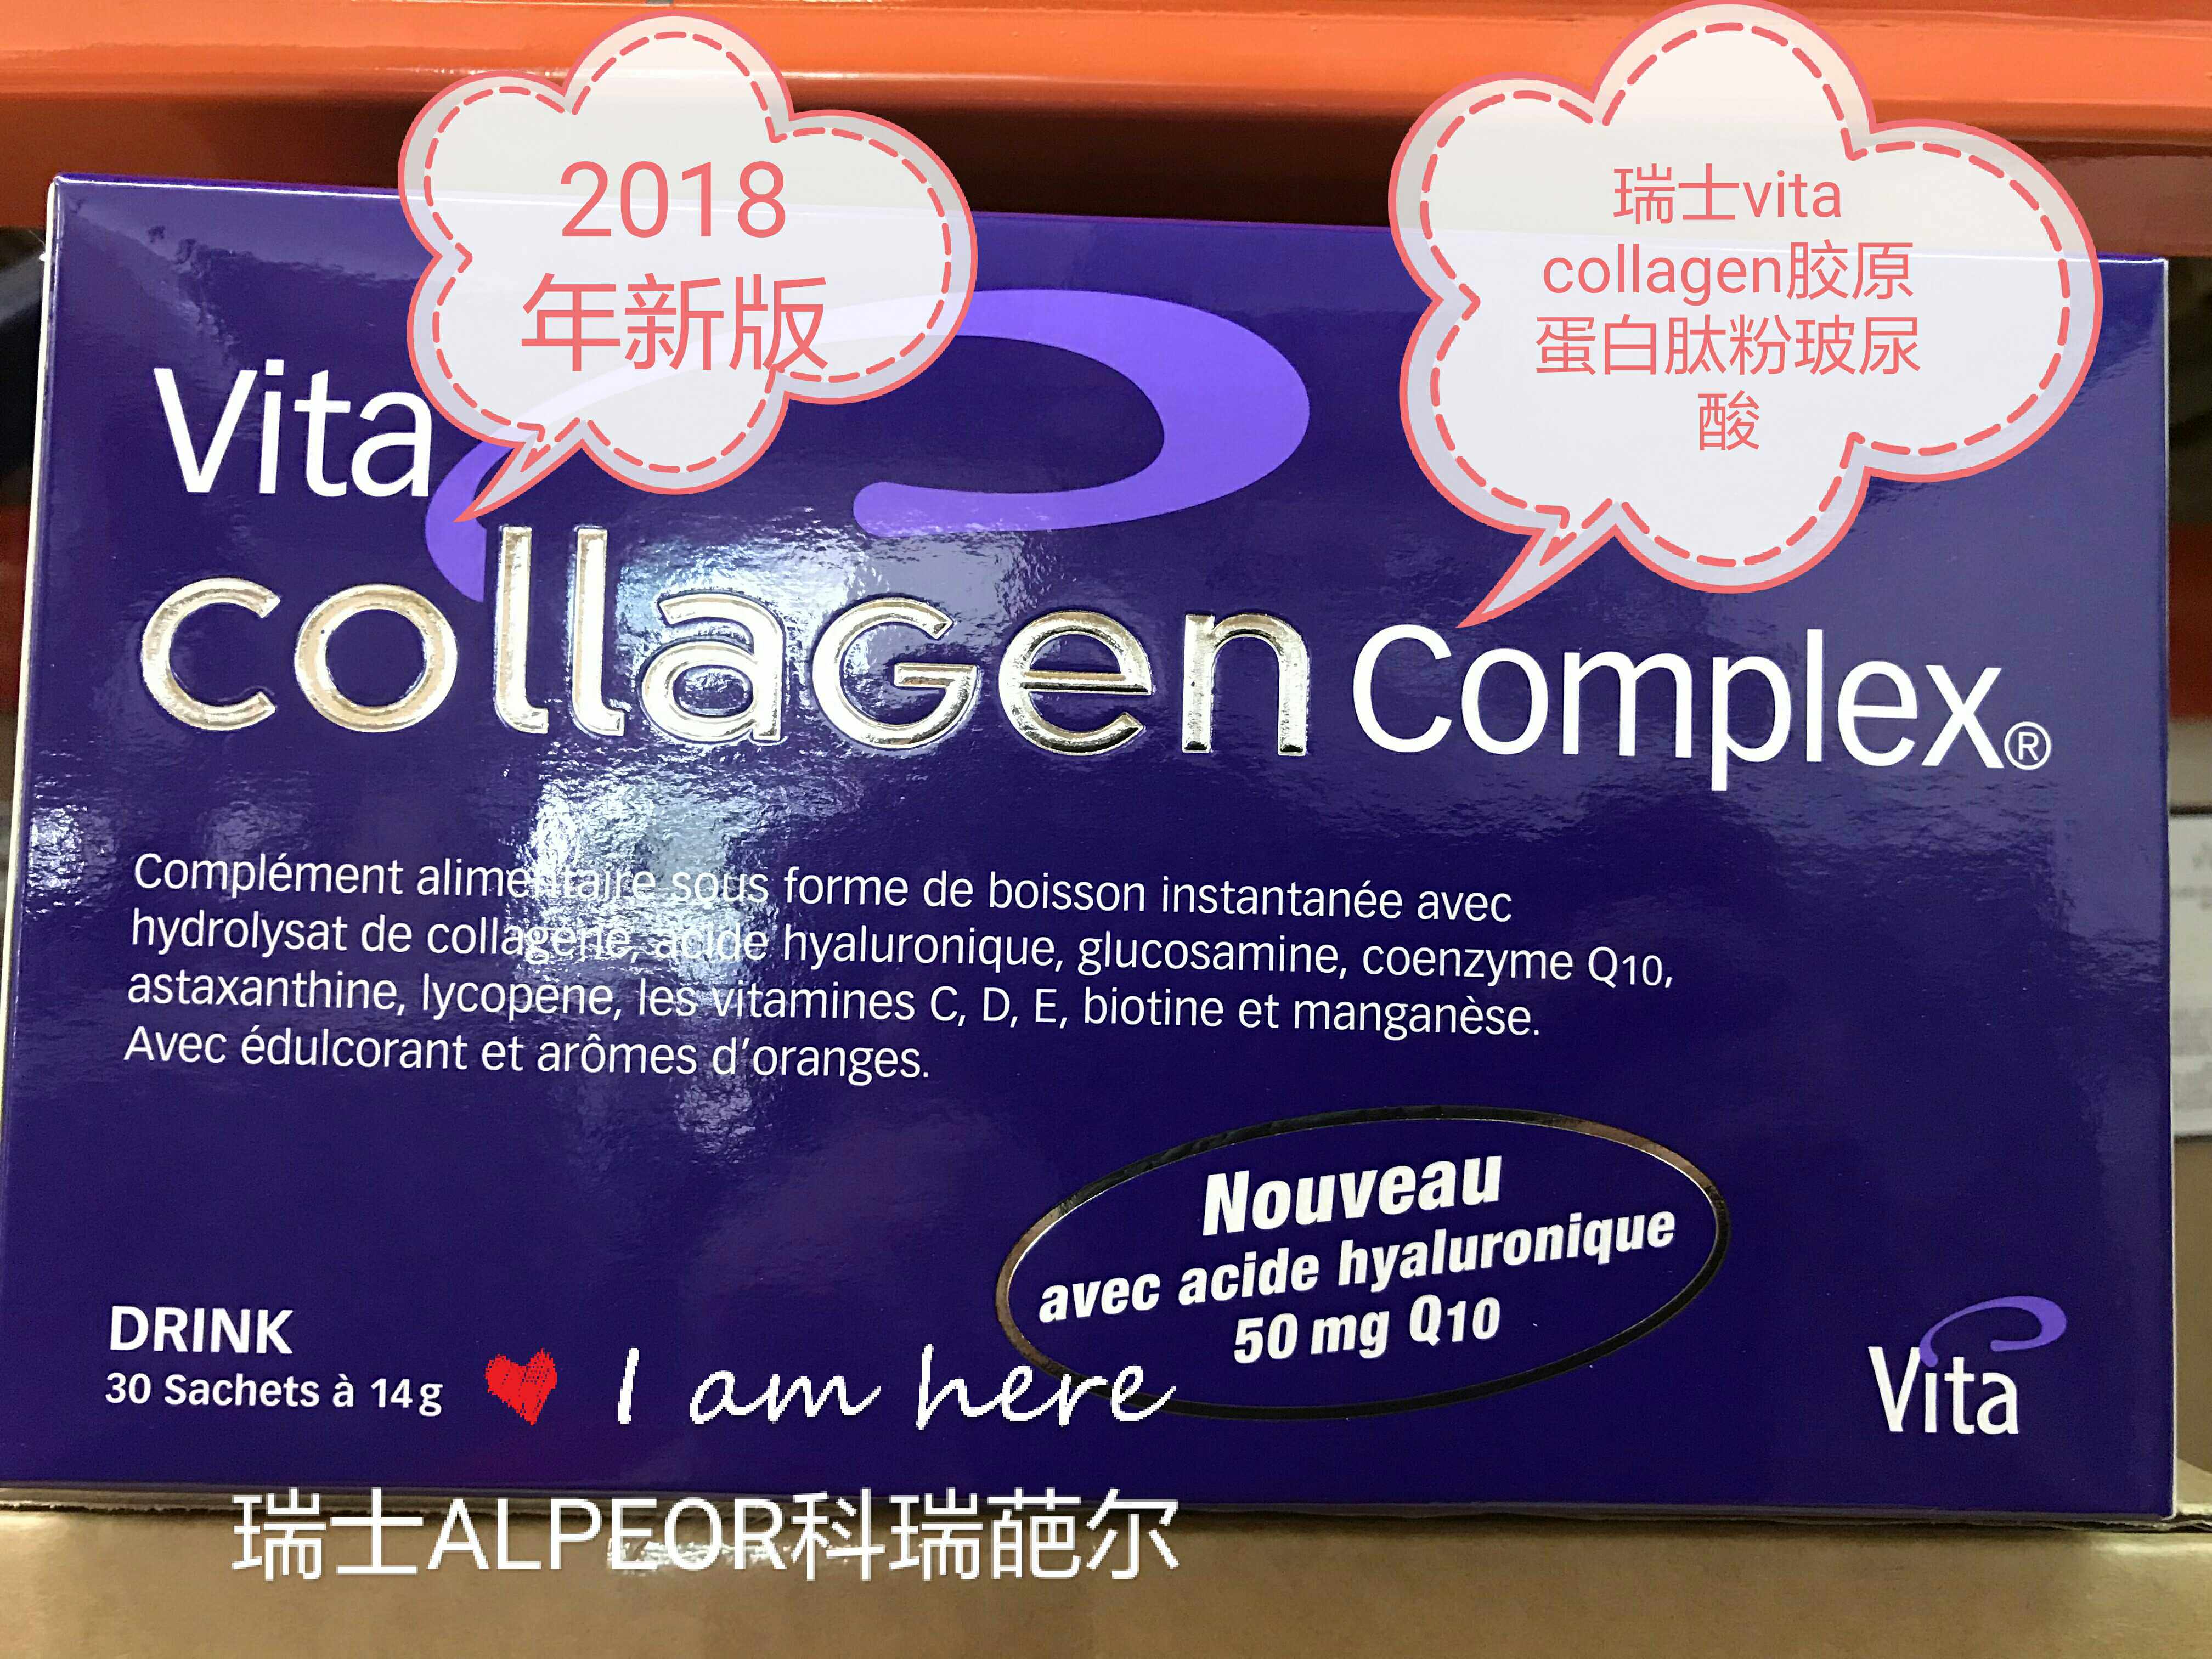 2018
年新版
瑞士vita
collagen胶原
蛋白肽粉玻尿
酸
Vita
collagen Complex®
Complément alimentaire sous forme de boisson instantanée avec
hydrolysat de collagène, acide hyaluronique, glucosamine, coenzyme Q10,
astaxanthine, lycopène, les vitamines C, D, E, biotine et manganèse.
Avec édulcorant et arômes d'oranges.
Nouveau
avec acide hyaluronique
50 mg Q10
DRINK
30 Sachets à 14g
I am here
Vita
瑞士ALPEOR科瑞葩尔